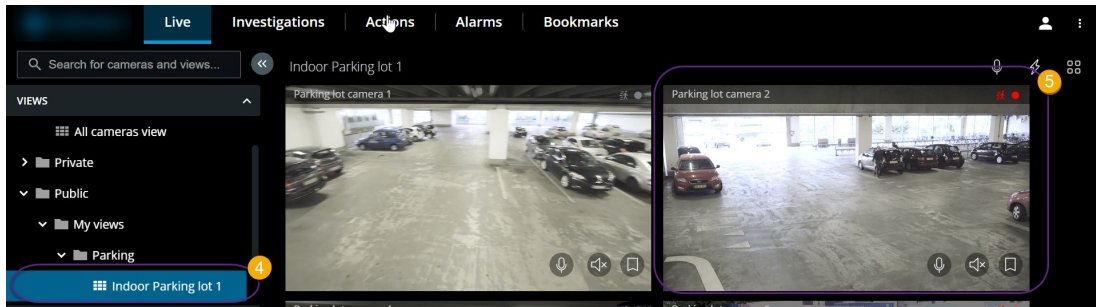 Live Investigations Actions Alarms Bookmarks
Search for cameras and views...
Indoor Parking lot 1
5
VIEWS
Parking lot camera 1
Parking lot camera 2
All cameras view
Private
Public
My views
Parking
4
Indoor Parking lot 1